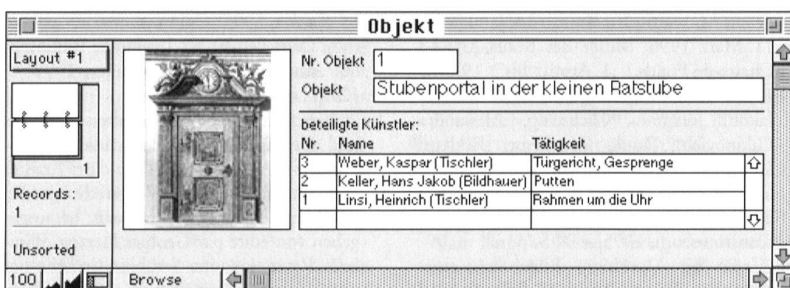 Objekt
Layout #1
1
Records:
1
Unsorted
Nr. Objekt 1
Objekt Stubenportal in der kleinen Ratstube
beteiligte Künstler:
Nr. Name Tätigkeit
3 Weber, Kaspar (Tischler) Türgericht, Gesprenge
2 Keller, Hans Jakob (Bildhauer) Putten
1 Linsi, Heinrich (Tischler) Rahmen um die Uhr
100 Browse